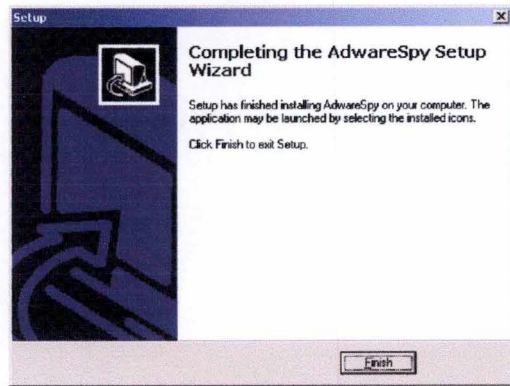 Setup
Completing the AdwareSpy Setup
Wizard
Setup has finished installing AdwareSpy on your computer. The
application may be launched by selecting the installed icons.
Click Finish to exit Setup.
Finish